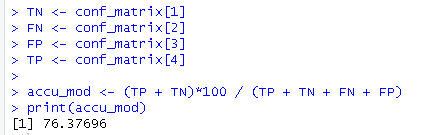 > TN <- conf_matrix[1]
> FN <- conf_matrix[2]
> FP <- conf_matrix[3]
> TP <- conf_matrix[4]
>
> accu_mod <- (TP + TN)*100 / (TP + TN + FN + FP)
> print(accu_mod)
[1] 76.37696